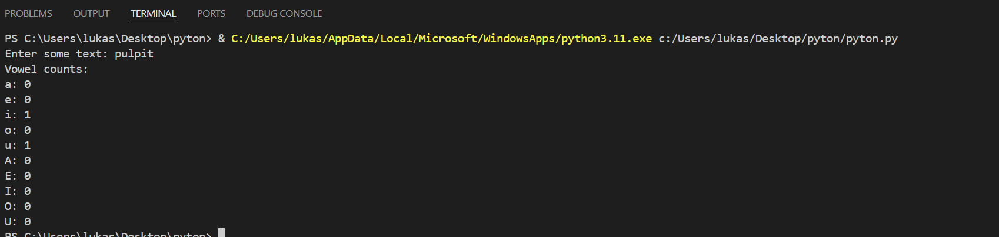 PROBLEMS OUTPUT TERMINAL PORTS DEBUG CONSOLE
PS C:\Users\lukas\Desktop\pyton> & C:/Users/lukas/AppData/Local/Microsoft/WindowsApps/python3.11.exe c:/Users/lukas/Desktop/pyton/pyton.py
Enter some text: pulpit
Vowel counts:
a: 0
e: 0
i: 1
o: 0
u: 1
A: 0
E: 0
I: 0
O: 0
U: 0
PS C:\Users\lukas\Desktop\pyton>